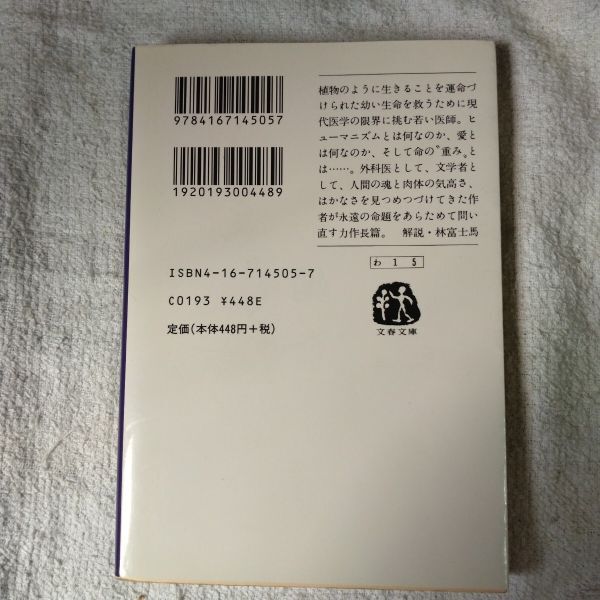 9784167145057
1920193004489
ISBN4-16-714505-7
C0193 ¥448E
定価(本体448円+税)
植物のように生きることを運命づ
けられた幼い生命を救うために現
代医学の限界に挑む若い医師。ヒ
ューマニズムとは何なのか、愛と
は何なのか、そして命の〝重み〟と
は……。外科医として、文学者と
して、人間の魂と肉体の気高さ、
はかなさを見つめつづけてきた作
者が永遠の命題をあらためて問い
直す力作長篇。 解説・林富士馬
わ 1 5
文春文庫